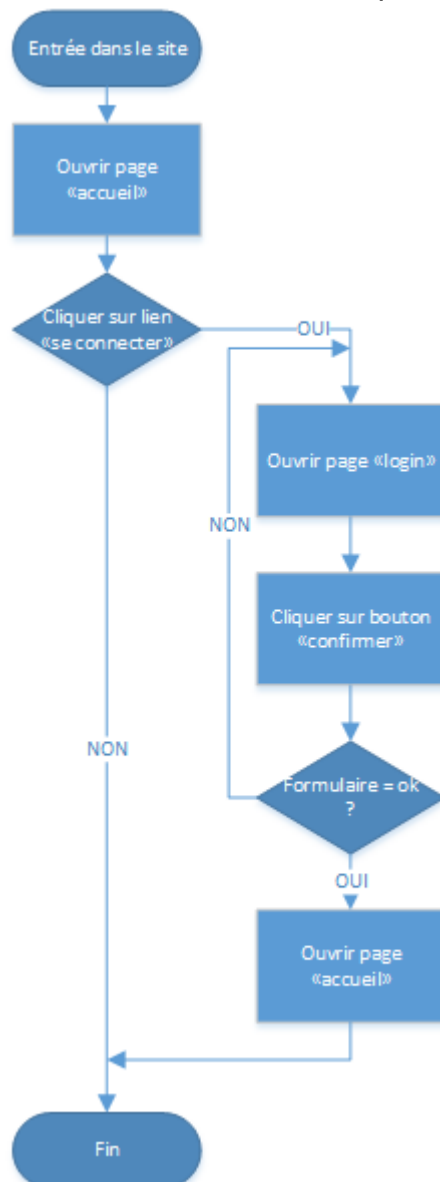 Entrée dans le site
Ouvrir page
«accueil»
Cliquer sur lien
«se connecter»
OUI
Ouvrir page «login»
NON
Cliquer sur bouton
«confirmer»
NON
Formulaire = ok
?
OUI
Ouvrir page
«accueil»
Fin